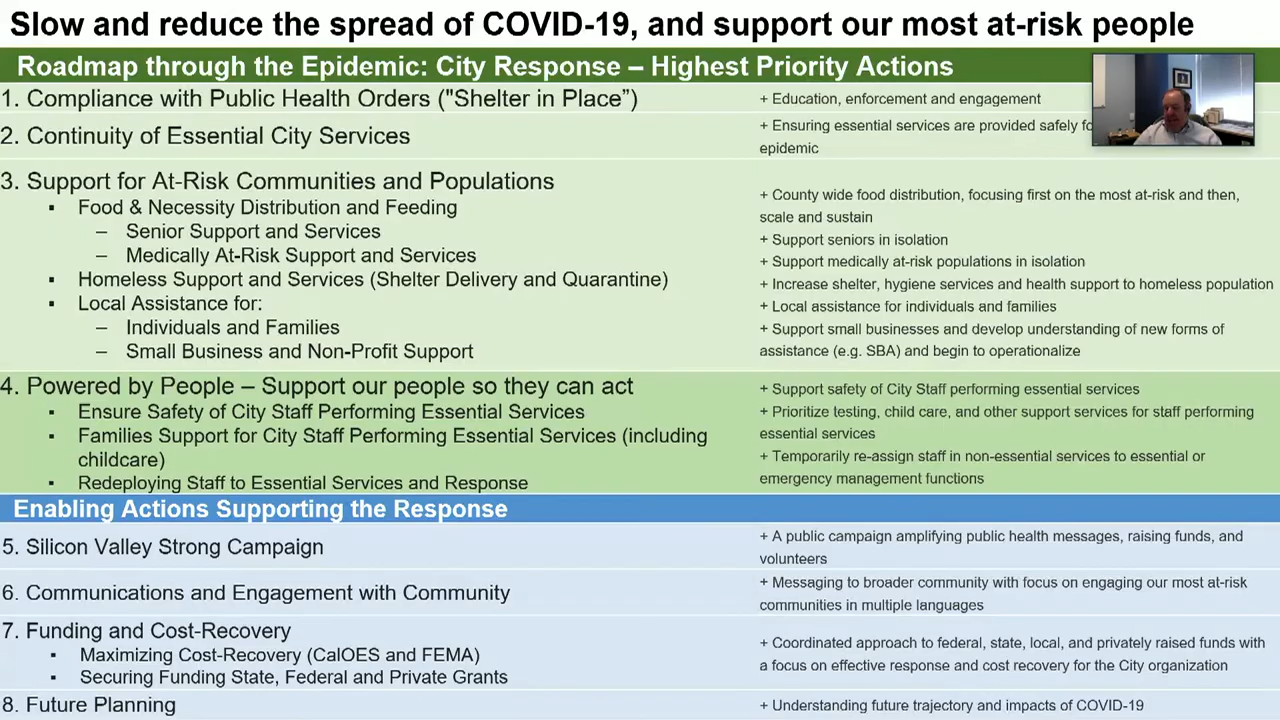 Slow and reduce the spread of COVID-19, and support our most at-risk people
Roadmap through the Epidemic: City Response – Highest Priority Actions
1. Compliance with Public Health Orders ("Shelter in Place”)
+ Education, enforcement and engagement
2. Continuity of Essential City Services
+ Ensuring essential services are provided safely
epidemic
3. Support for At-Risk Communities and Populations
▪ Food & Necessity Distribution and Feeding
– Senior Support and Services
– Medically At-Risk Support and Services
▪ Homeless Support and Services (Shelter Delivery and Quarantine)
▪ Local Assistance for:
– Individuals and Families
– Small Business and Non-Profit Support
+ County wide food distribution, focusing first on the most at-risk and then,
scale and sustain
+ Support seniors in isolation
+ Support medically at-risk populations in isolation
+ Increase shelter, hygiene services and health support to homeless population
+ Local assistance for individuals and families
+ Support small businesses and develop understanding of new forms of
assistance (e.g. SBA) and begin to operationalize
4. Powered by People – Support our people so they can act
▪ Ensure Safety of City Staff Performing Essential Services
▪ Families Support for City Staff Performing Essential Services (including
childcare)
▪ Redeploying Staff to Essential Services and Response
+ Support safety of City Staff performing essential services
+ Prioritize testing, child care, and other support services for staff performing
essential services
+ Temporarily re-assign staff in non-essential services to essential or
emergency management functions
Enabling Actions Supporting the Response
5. Silicon Valley Strong Campaign
+ A public campaign amplifying public health messages, raising funds, and
volunteers
6. Communications and Engagement with Community
+ Messaging to broader community with focus on engaging our most at-risk
communities in multiple languages
7. Funding and Cost-Recovery
▪ Maximizing Cost-Recovery (CalOES and FEMA)
▪ Securing Funding State, Federal and Private Grants
+ Coordinated approach to federal, state, local, and privately raised funds with
a focus on effective response and cost recovery for the City organization
8. Future Planning
+ Understanding future trajectory and impacts of COVID-19